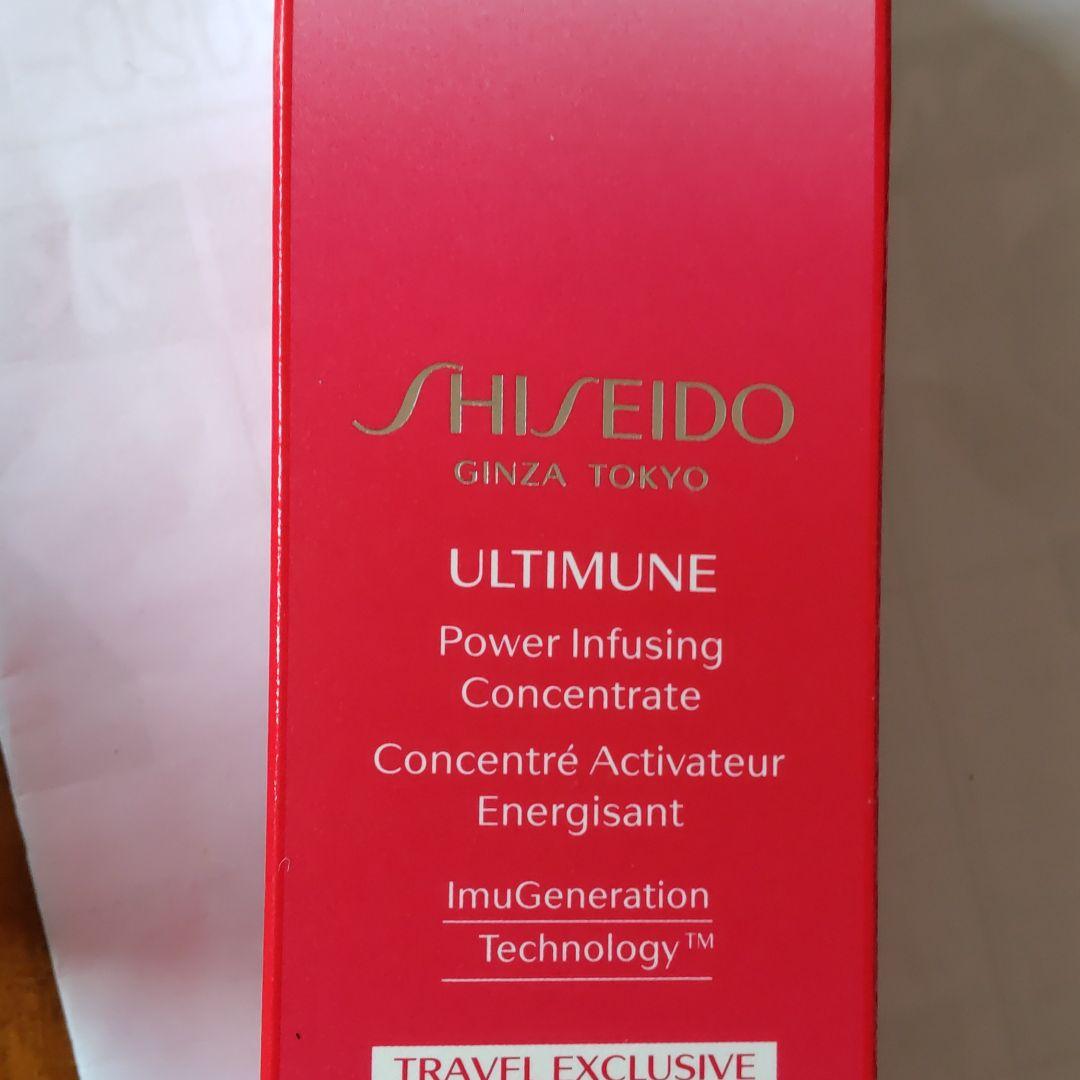 SHISEIDO
GINZA TOKYO
ULTIMUNE
Power Infusing
Concentrate
Concentré Activateur
Energisant
ImuGeneration
Technology™
TRAVEL EXCLUSIVE